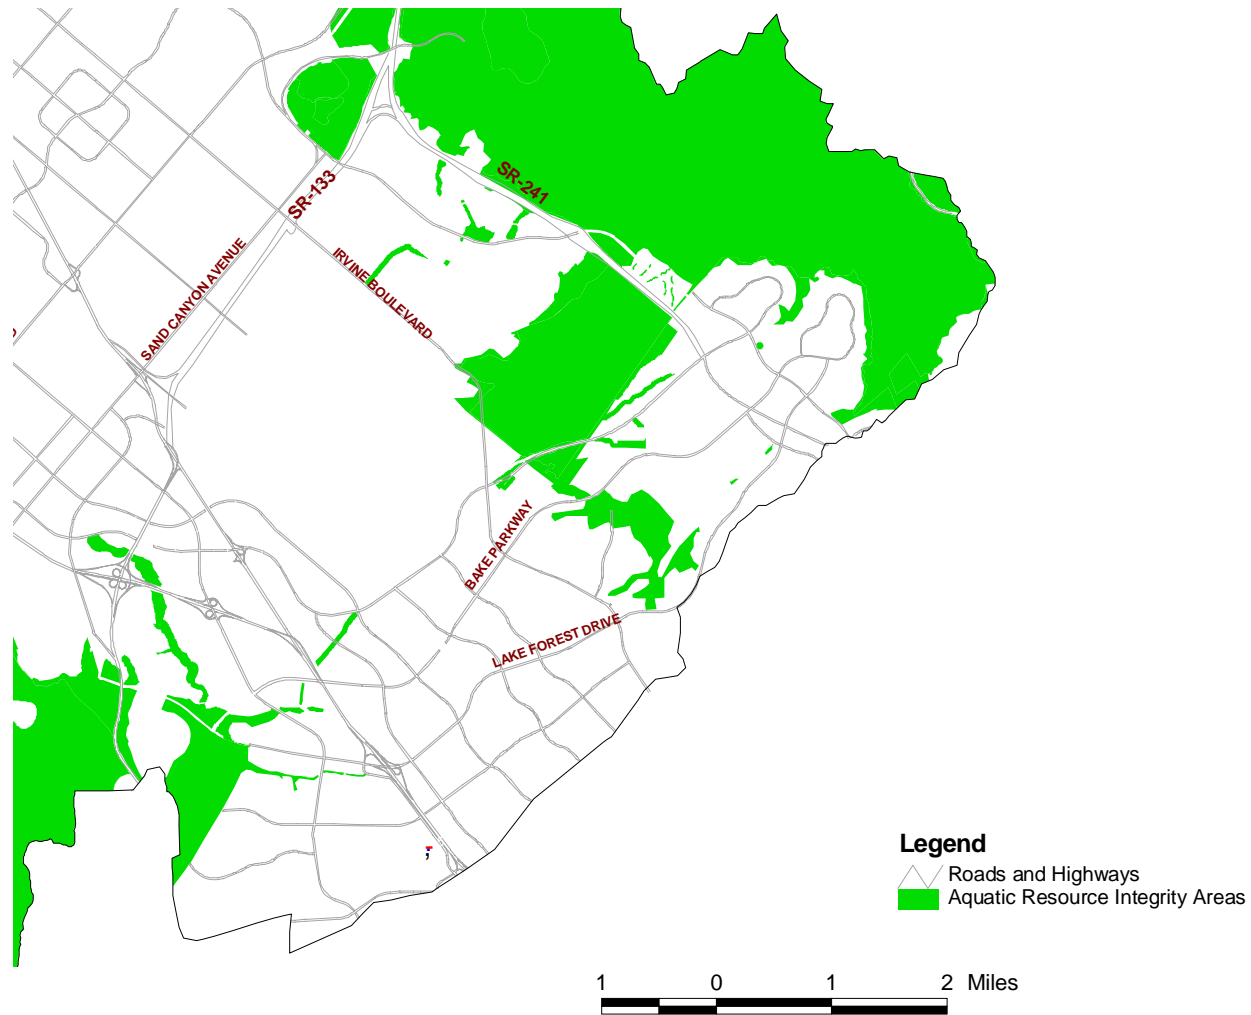 SR-241
SR-133
IRVINE BOULEVARD
SAND CANYON AVENUE
BAKE PARKWAY
LAKE FOREST DRIVE
Legend
Roads and Highways
Aquatic Resource Integrity Areas
1 0 1 2 Miles